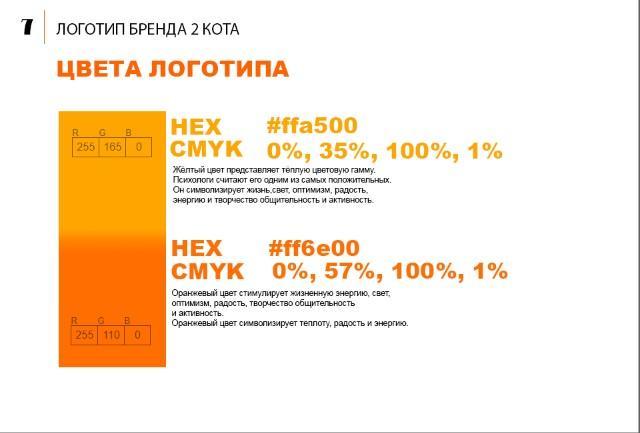 7
ЛОГОТИП БРЕНДА 2 КОТА
ЦВЕТА ЛОГОТИПА
R G B
255 165 0
HEX #ffa500
CMYK 0%, 35%, 100%, 1%
Жёлтый цвет представляет тёплую цветовую гамму.
Психологи считают его одним из самых положительных.
Он символизирует жизнь,свет, оптимизм, радость,
энергию и творчество общительность и активность.
HEX #ff6e00
CMYK 0%, 57%, 100%, 1%
Оранжевый цвет стимулирует жизненную энергию, свет,
оптимизм, радость, творчество общительность
и активность.
Оранжевый цвет символизирует теплоту, радость и энергию.
R G B
255 110 0